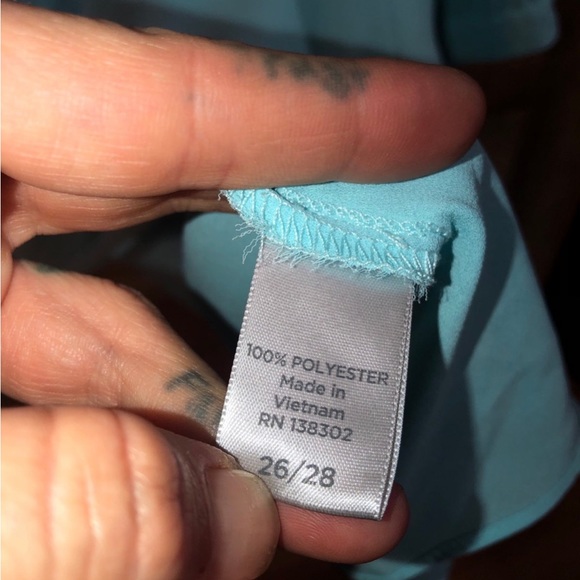 100% POLYESTER
Made in
Vietnam
RN 138302
26/28